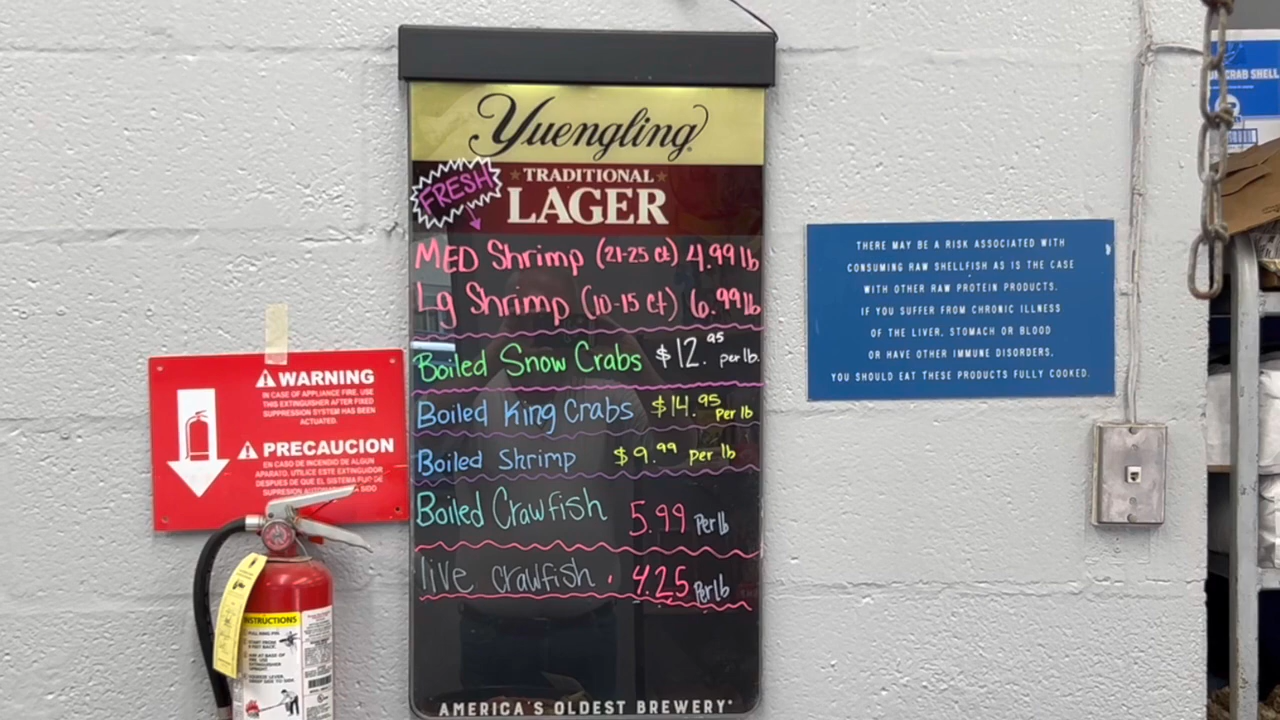 Yuengling
FRESH
TRADITIONAL
LAGER
MED Shrimp (21-25 ct) 4.99 lb
Lg Shrimp (10-15 ct) 6.99 lb
Boiled Snow Crabs $12.95 per lb.
Boiled King Crabs $14.95 Per lb
Boiled Shrimp $9.99 per lb
Boiled Crawfish 5.99 Per lb
live crawfish . 4.25 Per lb
AMERICA'S OLDEST BREWERY
WARNING
IN CASE OF APPLIANCE FIRE, USE
THIS EXTINGUISHER AFTER FIXED
SUPPRESSION SYSTEM HAS BEEN
ACTUATED.
PRECAUCION
EN CASO DE INCENDIO DE ALGUN
APARATO, UTILICE ESTE EXTINGUIDOR
DESPUES DE QUE EL SISTEMA FIJO DE
SUPRESION SIDO
INSTRUCTIONS
THERE MAY BE A RISK ASSOCIATED WITH
CONSUMING RAW SHELLFISH AS IS THE CASE
WITH OTHER RAW PROTEIN PRODUCTS.
IF YOU SUFFER FROM CHRONIC ILLNESS
OF THE LIVER, STOMACH OR BLOOD
OR HAVE OTHER IMMUNE DISORDERS,
YOU SHOULD EAT THESE PRODUCTS FULLY COOKED.
CRAB SHELL